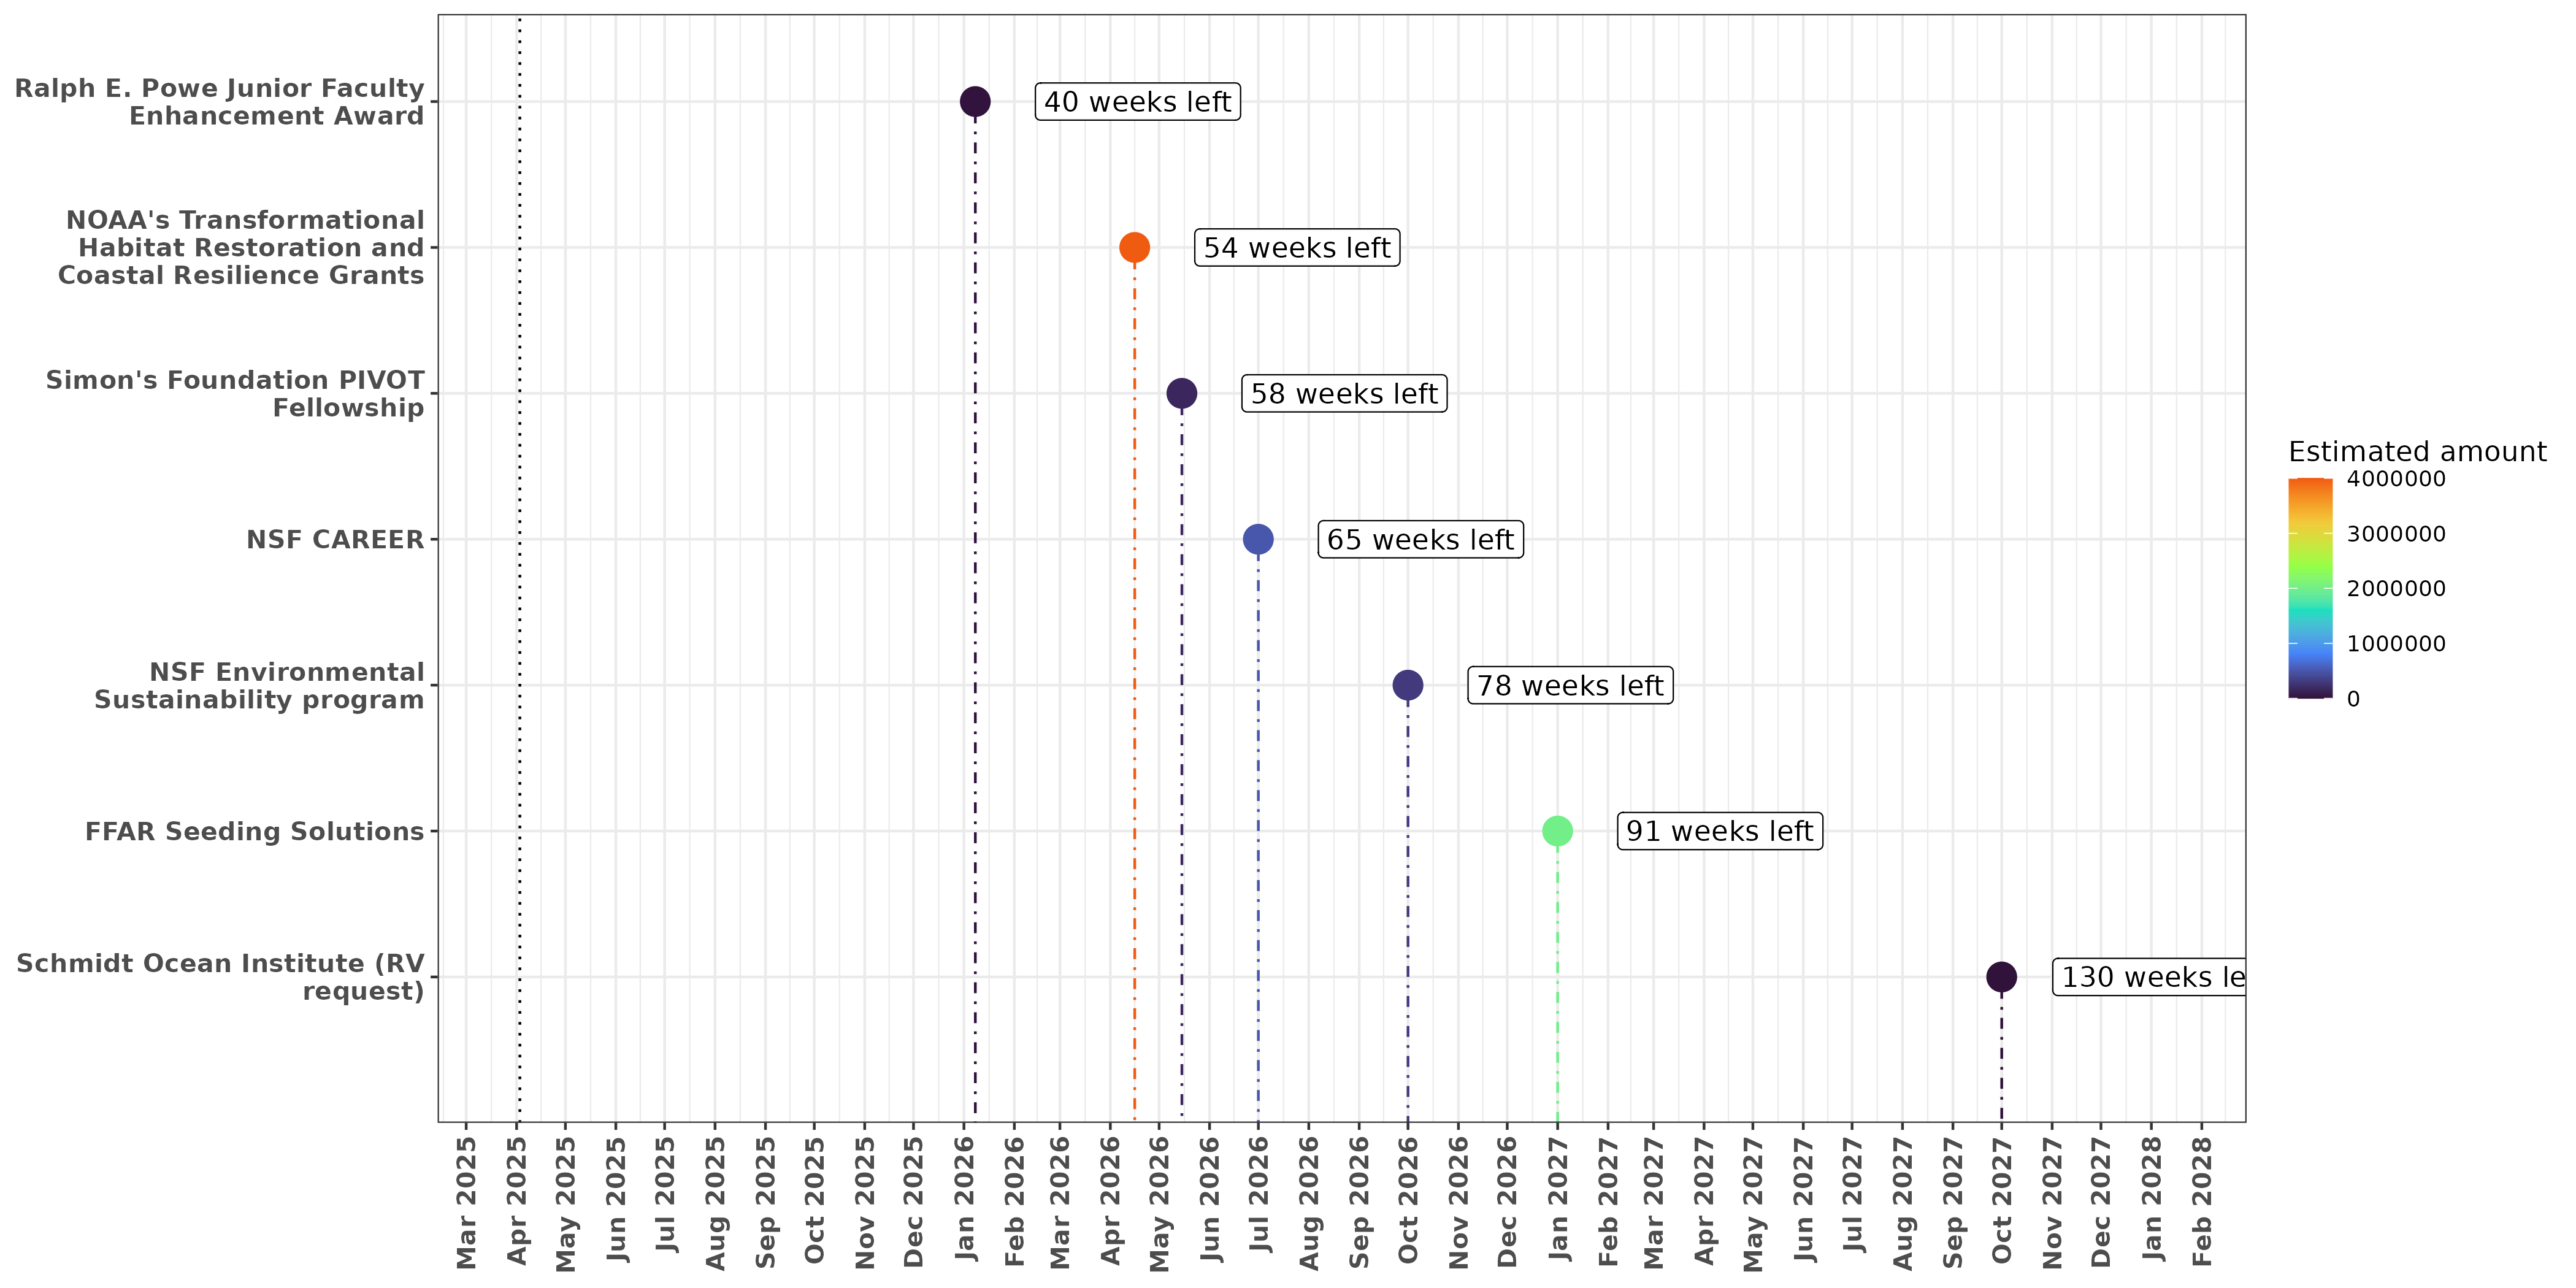 Ralph E. Powe Junior Faculty
Enhancement Award
40 weeks left
NOAA's Transformational
Habitat Restoration and
Coastal Resilience Grants
54 weeks left
Simon's Foundation PIVOT
Fellowship
58 weeks left
NSF CAREER
65 weeks left
NSF Environmental
Sustainability program
78 weeks left
FFAR Seeding Solutions
91 weeks left
Schmidt Ocean Institute (RV
request)
130 weeks le
Mar 2025
Apr 2025
May 2025
Jun 2025
Jul 2025
Aug 2025
Sep 2025
Oct 2025
Nov 2025
Dec 2025
Jan 2026
Feb 2026
Mar 2026
Apr 2026
May 2026
Jun 2026
Jul 2026
Aug 2026
Sep 2026
Oct 2026
Nov 2026
Dec 2026
Jan 2027
Feb 2027
Mar 2027
Apr 2027
May 2027
Jun 2027
Jul 2027
Aug 2027
Sep 2027
Oct 2027
Nov 2027
Dec 2027
Jan 2028
Feb 2028
Estimated amount
4000000
3000000
2000000
1000000
0